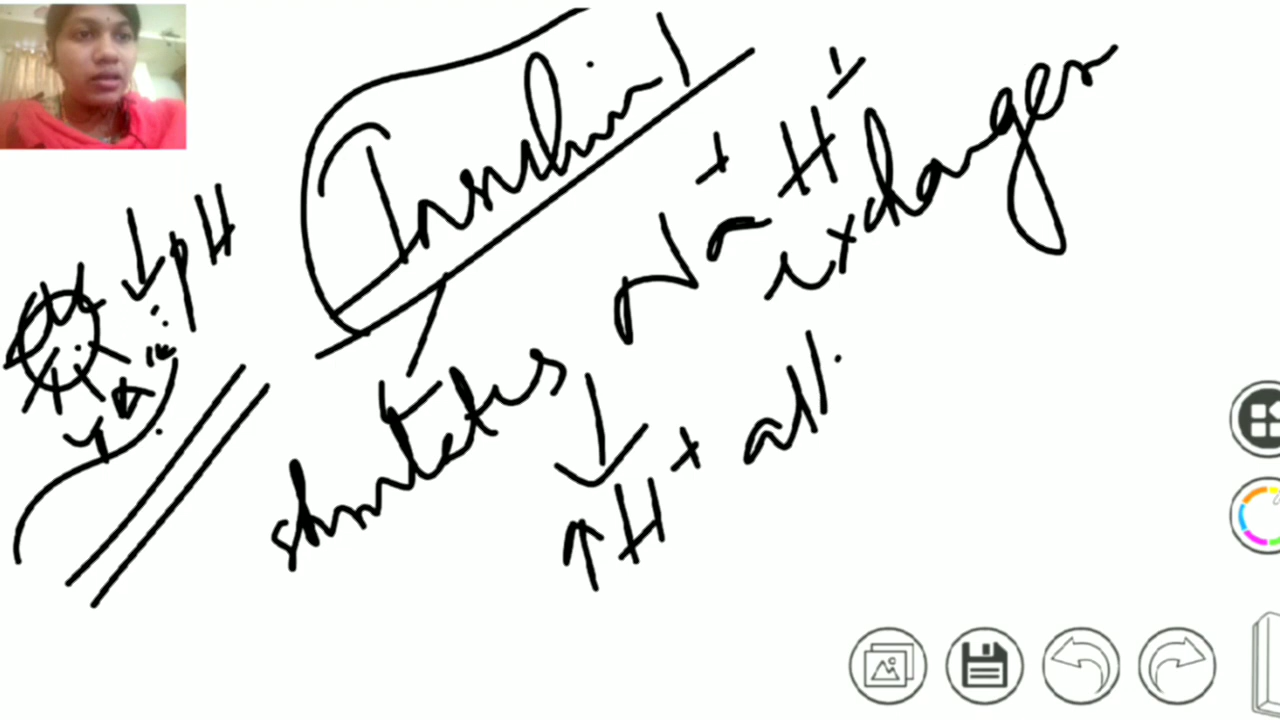 Insulin
↓ pH
Na+ H+
exchanger
stimulates
↓
↑ H+ all